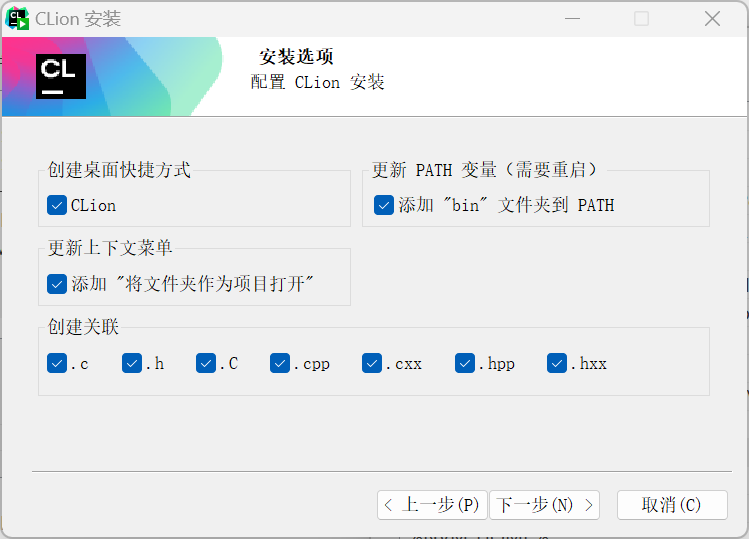 CLion 安装
CL
安装选项
配置 CLion 安装
创建桌面快捷方式
CLion
更新 PATH 变量（需要重启）
添加 "bin" 文件夹到 PATH
更新上下文菜单
添加 "将文件夹作为项目打开"
创建关联
.c .h .C .cpp .cxx .hpp .hxx
< 上一步(P) 下一步(N) > 取消(C)